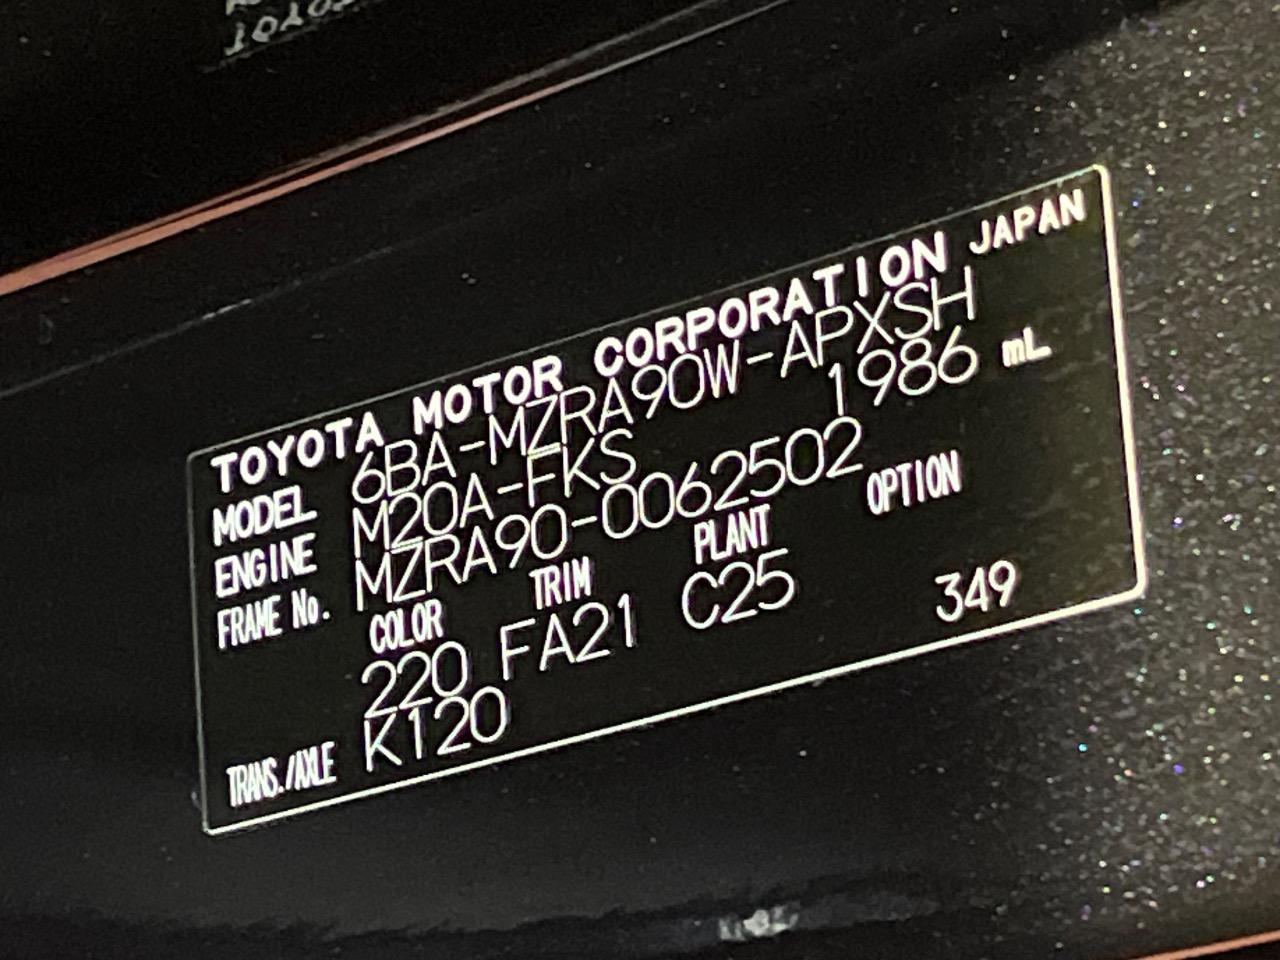 TOYOTA MOTOR CORPORATION JAPAN
MODEL 6BA-MZRA90W-APXSH
ENGINE M20A-FKS 1986 mL
FRAME No. MZRA90-0062502
COLOR TRIM PLANT OPTION
220 FA21 C25
TRANS./AXLE K120 349